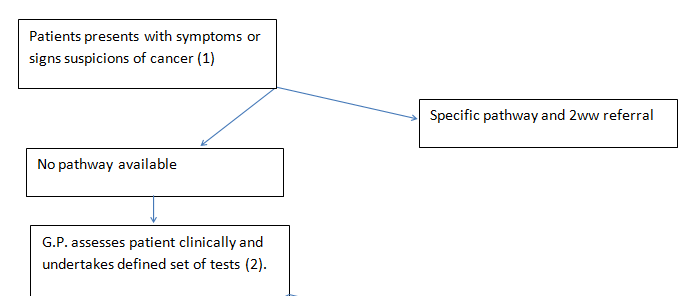 Patients presents with symptoms or
signs suspicions of cancer (1)
Specific pathway and 2ww referral
No pathway available
G.P. assesses patient clinically and
undertakes defined set of tests (2).